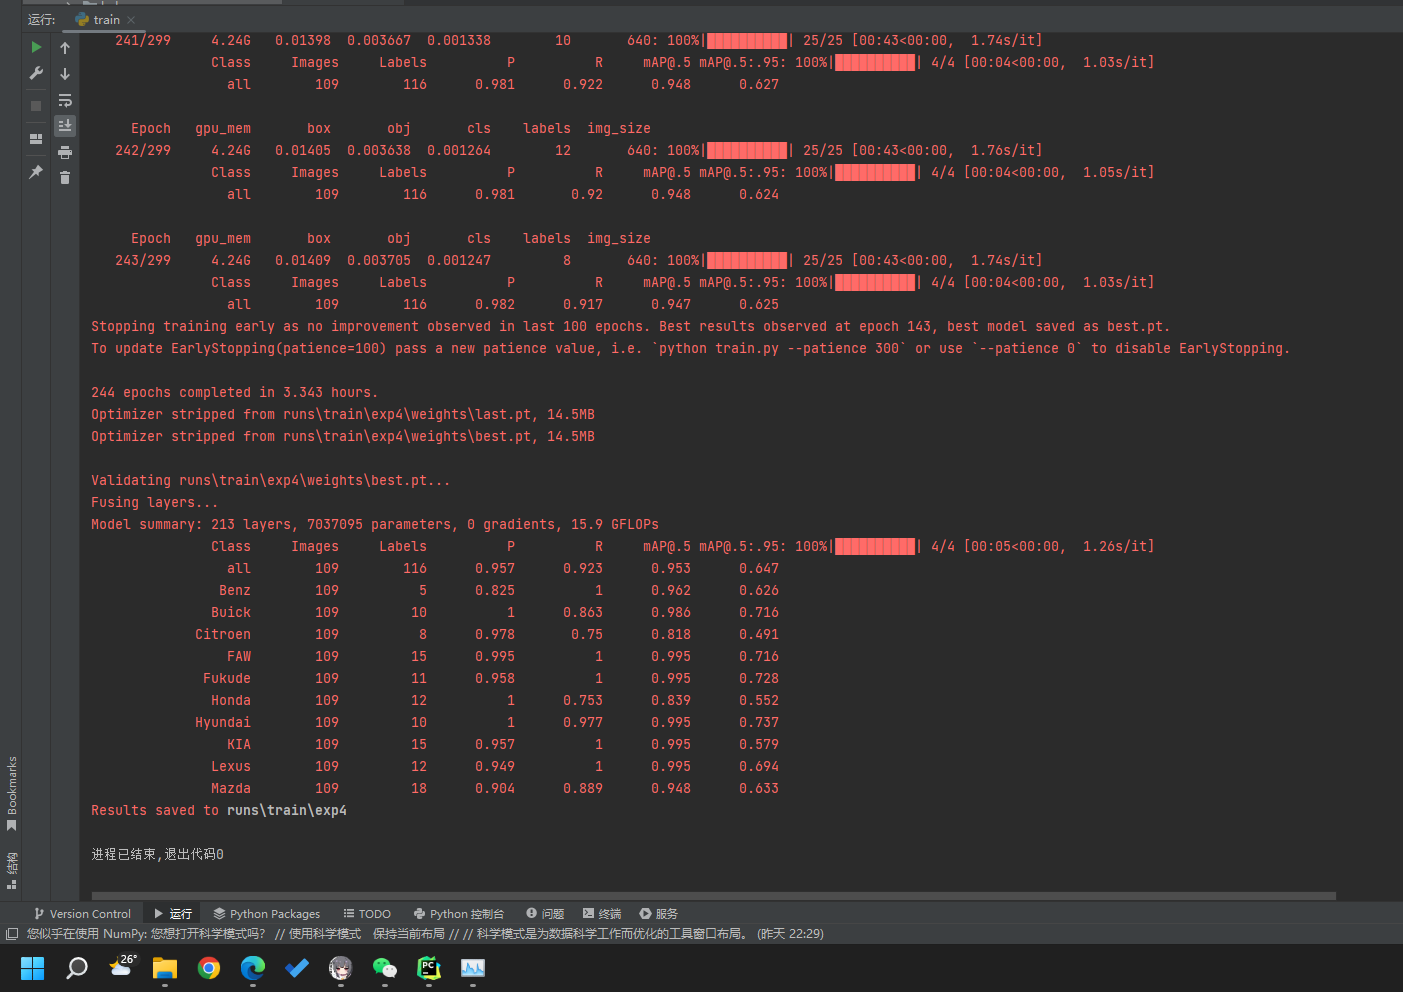 运行: train
241/299 4.24G 0.01398 0.003667 0.001338 10 640: 100%|██████████| 25/25 [00:43<00:00, 1.74s/it]
Class Images Labels P R mAP@.5 mAP@.5:.95: 100%|██████████| 4/4 [00:04<00:00, 1.03s/it]
all 109 116 0.981 0.922 0.948 0.627
Epoch gpu_mem box obj cls labels img_size
242/299 4.24G 0.01405 0.003638 0.001264 12 640: 100%|██████████| 25/25 [00:43<00:00, 1.76s/it]
Class Images Labels P R mAP@.5 mAP@.5:.95: 100%|██████████| 4/4 [00:04<00:00, 1.05s/it]
all 109 116 0.981 0.92 0.948 0.624
Epoch gpu_mem box obj cls labels img_size
243/299 4.24G 0.01409 0.003705 0.001247 8 640: 100%|██████████| 25/25 [00:43<00:00, 1.74s/it]
Class Images Labels P R mAP@.5 mAP@.5:.95: 100%|██████████| 4/4 [00:04<00:00, 1.03s/it]
all 109 116 0.982 0.917 0.947 0.625
Stopping training early as no improvement observed in last 100 epochs. Best results observed at epoch 143, best model saved as best.pt.
To update EarlyStopping(patience=100) pass a new patience value, i.e. `python train.py --patience 300` or use `--patience 0` to disable EarlyStopping.
244 epochs completed in 3.343 hours.
Optimizer stripped from runs\train\exp4\weights\last.pt, 14.5MB
Optimizer stripped from runs\train\exp4\weights\best.pt, 14.5MB
Validating runs\train\exp4\weights\best.pt...
Fusing layers...
Model summary: 213 layers, 7037095 parameters, 0 gradients, 15.9 GFLOPs
Class Images Labels P R mAP@.5 mAP@.5:.95: 100%|██████████| 4/4 [00:05<00:00, 1.26s/it]
all 109 116 0.957 0.923 0.953 0.647
Benz 109 5 0.825 1 0.962 0.626
Buick 109 10 1 0.863 0.986 0.716
Citroen 109 8 0.978 0.75 0.818 0.491
FAW 109 15 0.995 1 0.995 0.716
Fukude 109 11 0.958 1 0.995 0.728
Honda 109 12 1 0.753 0.839 0.552
Hyundai 109 10 1 0.977 0.995 0.737
KIA 109 15 0.957 1 0.995 0.579
Lexus 109 12 0.949 1 0.995 0.694
Mazda 109 18 0.904 0.889 0.948 0.633
Results saved to runs\train\exp4
进程已结束,退出代码0
Bookmarks
结构
Version Control 运行 Python Packages TODO Python 控制台 问题 终端 服务
您似乎在使用 NumPy: 您想打开科学模式吗? // 使用科学模式 保持当前布局 // // 科学模式是为数据科学工作而优化的工具窗口布局。 (昨天 22:29)
26°
PC